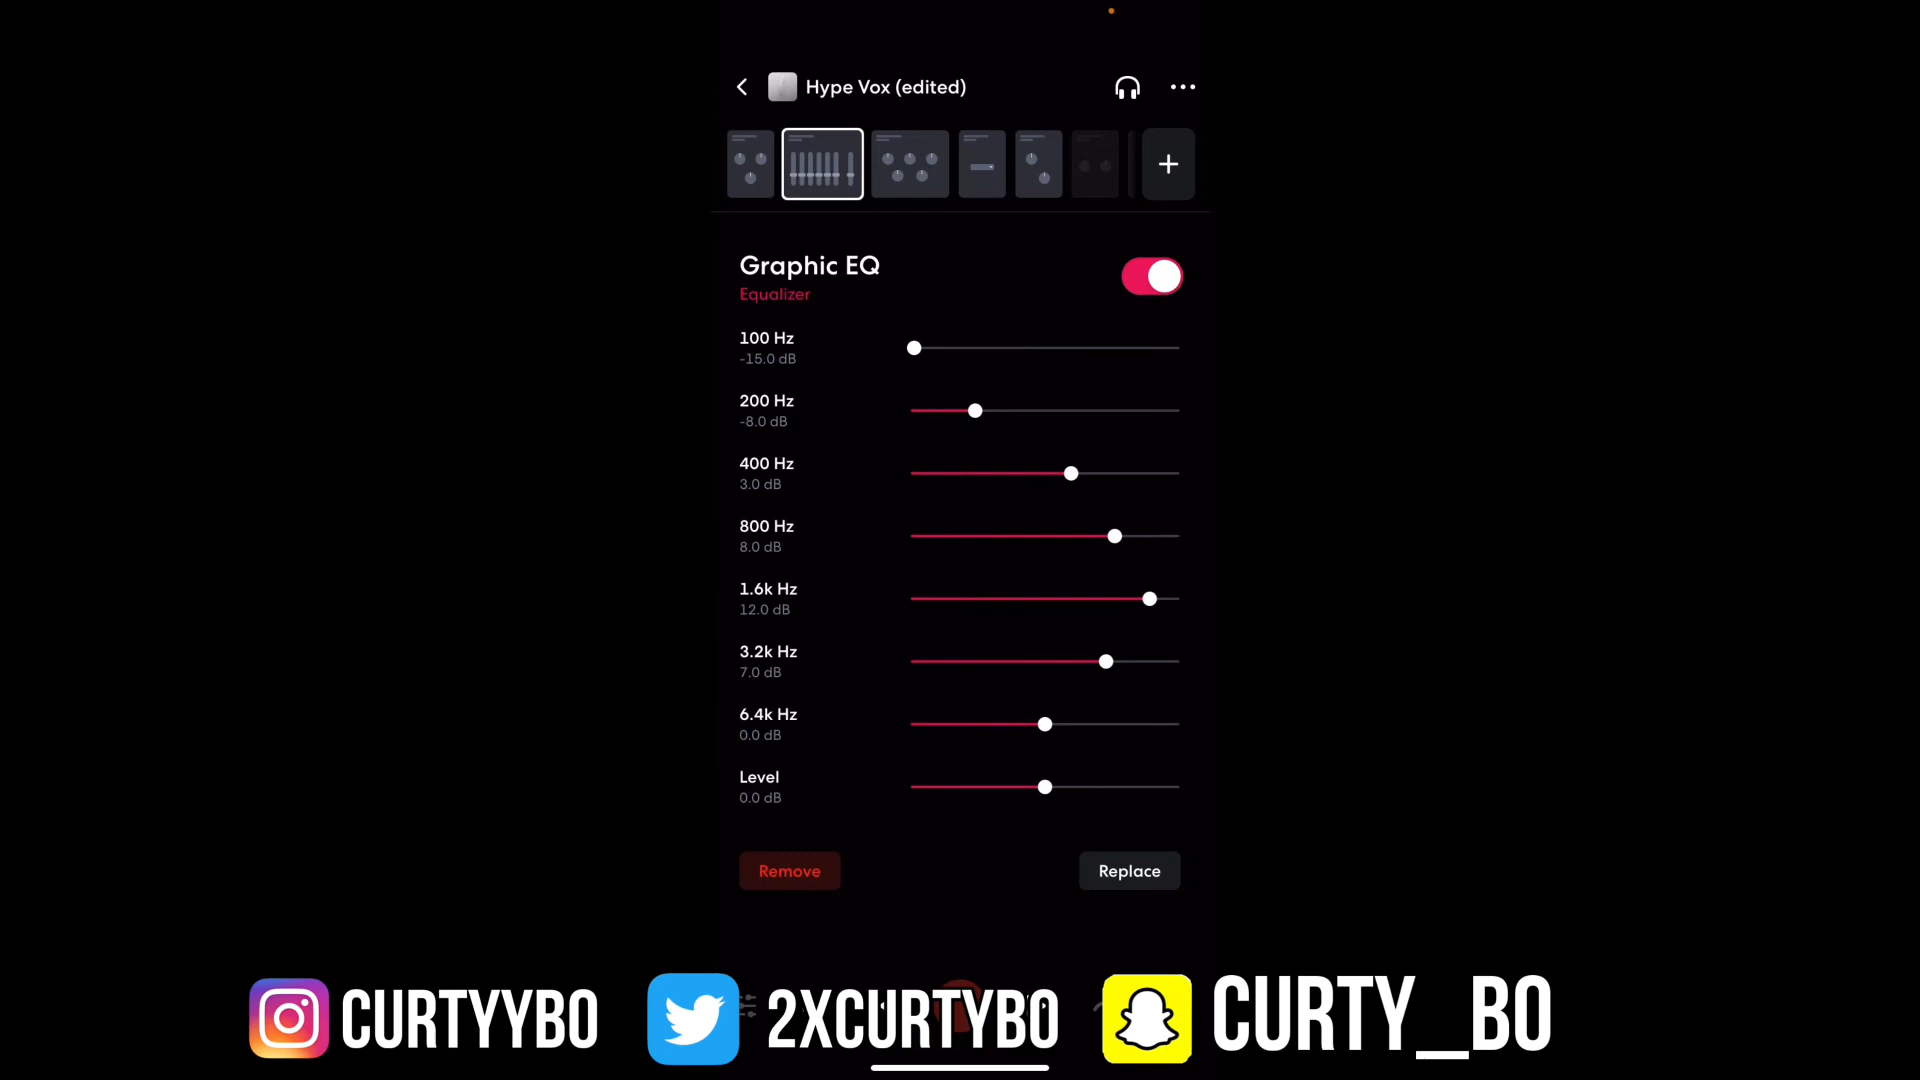 Hype Vox (edited)
Graphic EQ
Equalizer
100 Hz
-15.0 dB
200 Hz
-8.0 dB
400 Hz
3.0 dB
800 Hz
8.0 dB
1.6k Hz
12.0 dB
3.2k Hz
7.0 dB
6.4k Hz
0.0 dB
Level
0.0 dB
Remove
Replace
CURTYYBO
2XCURTYBO
CURTY__BO